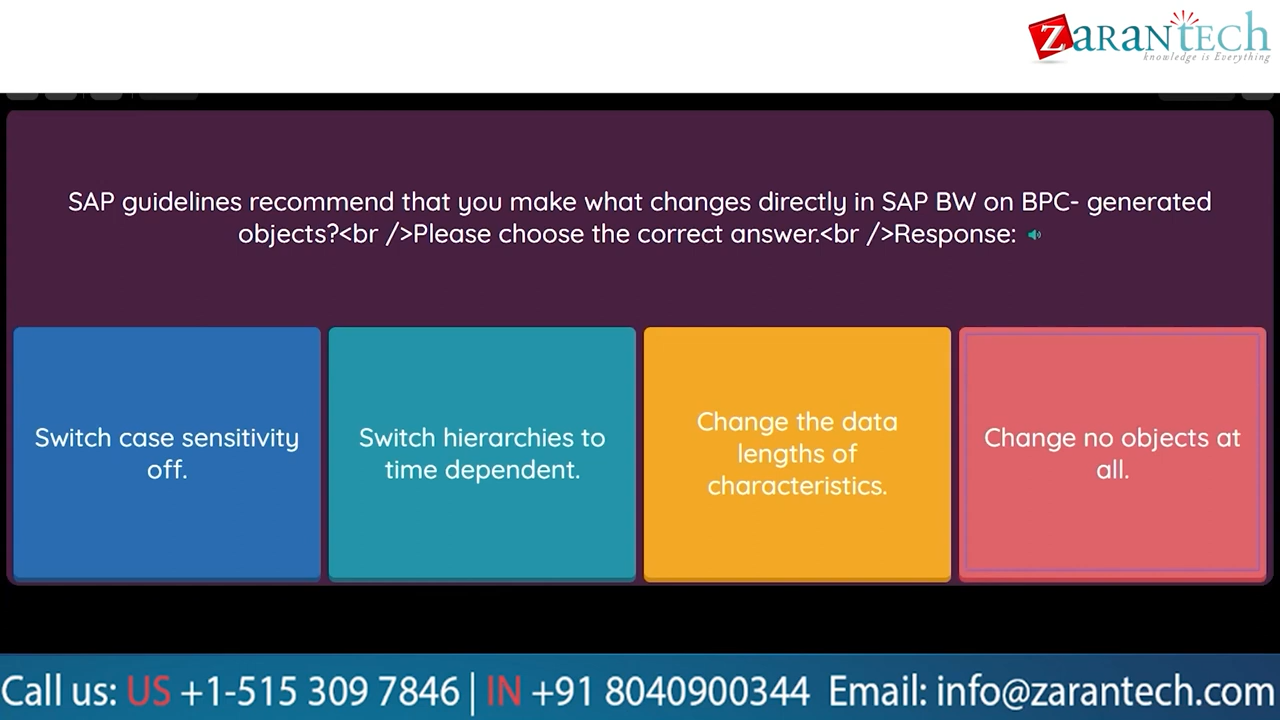 ZARANTECH
knowledge is Everything
SAP guidelines recommend that you make what changes directly in SAP BW on BPC- generated
objects?<br />Please choose the correct answer.<br />Response:
Switch case sensitivity
off.
Switch hierarchies to
time dependent.
Change the data
lengths of
characteristics.
Change no objects at
all.
Call us: US +1-515 309 7846 | IN +91 8040900344 Email: info@zarantech.com